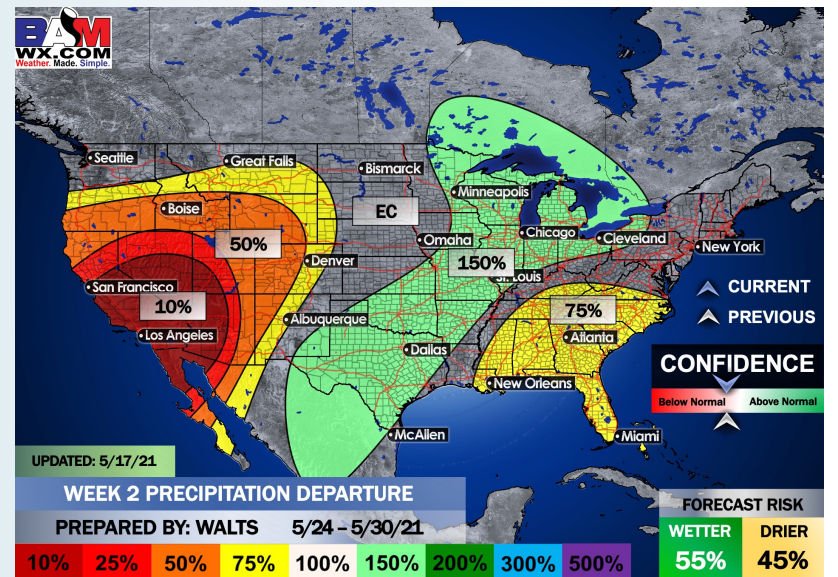 BAM
WX.COM
Weather. Made. Simple.
Seattle
Great Falls
Bismarck
Minneapolis
Boise
EC
50%
Omaha
Chicago
Cleveland
New York
Denver
150%
St. Louis
San Francisco
10%
75%
CURRENT
PREVIOUS
Albuquerque
Los Angeles
Atlanta
Dallas
CONFIDENCE
New Orleans
Below Normal
Above Normal
McAllen
Miami
UPDATED: 5/17/21
WEEK 2 PRECIPITATION DEPARTURE
PREPARED BY: WALTS 5/24 – 5/30/21
FORECAST RISK
WETTER DRIER
55% 45%
10% 25% 50% 75% 100% 150% 200% 300% 500%